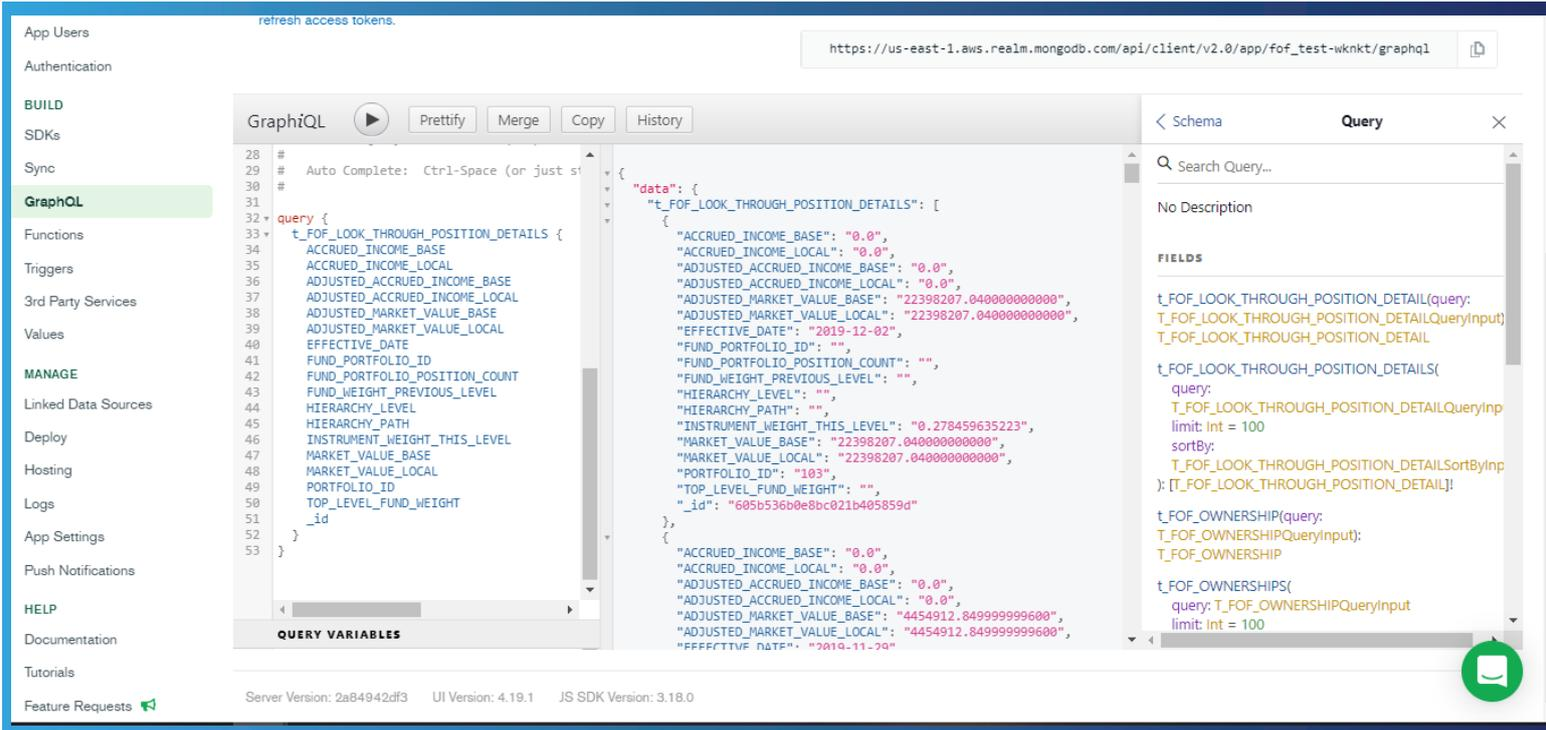 refresh access tokens.
https://us-east-1.aws.realm.mongodb.com/api/client/v2.0/app/fof_test-wknkt/graphql
App Users
Authentication
BUILD
SDKs
Sync
GraphQL
Functions
Triggers
3rd Party Services
Values
MANAGE
Linked Data Sources
Deploy
Hosting
Logs
App Settings
Push Notifications
HELP
Documentation
Tutorials
Feature Requests
GraphiQL Prettify Merge Copy History
28 #
29 #   Auto Complete:  Ctrl-Space (or just st
30 #
31
32 query {
33 t_FOF_LOOK_THROUGH_POSITION_DETAILS {
34 ACCRUED_INCOME_BASE
35 ACCRUED_INCOME_LOCAL
36 ADJUSTED_ACCRUED_INCOME_BASE
37 ADJUSTED_ACCRUED_INCOME_LOCAL
38 ADJUSTED_MARKET_VALUE_BASE
39 ADJUSTED_MARKET_VALUE_LOCAL
40 EFFECTIVE_DATE
41 FUND_PORTFOLIO_ID
42 FUND_PORTFOLIO_POSITION_COUNT
43 FUND_WEIGHT_PREVIOUS_LEVEL
44 HIERARCHY_LEVEL
45 HIERARCHY_PATH
46 INSTRUMENT_WEIGHT_THIS_LEVEL
47 MARKET_VALUE_BASE
48 MARKET_VALUE_LOCAL
49 PORTFOLIO_ID
50 TOP_LEVEL_FUND_WEIGHT
51 _id
52 }
53 }
QUERY VARIABLES
{
"data": {
"t_FOF_LOOK_THROUGH_POSITION_DETAILS": [
{
"ACCRUED_INCOME_BASE": "0.0",
"ACCRUED_INCOME_LOCAL": "0.0",
"ADJUSTED_ACCRUED_INCOME_BASE": "0.0",
"ADJUSTED_ACCRUED_INCOME_LOCAL": "0.0",
"ADJUSTED_MARKET_VALUE_BASE": "22398207.040000000000",
"ADJUSTED_MARKET_VALUE_LOCAL": "22398207.040000000000",
"EFFECTIVE_DATE": "2019-12-02",
"FUND_PORTFOLIO_ID": "",
"FUND_PORTFOLIO_POSITION_COUNT": "",
"FUND_WEIGHT_PREVIOUS_LEVEL": "",
"HIERARCHY_LEVEL": "",
"HIERARCHY_PATH": "",
"INSTRUMENT_WEIGHT_THIS_LEVEL": "0.278459635223",
"MARKET_VALUE_BASE": "22398207.040000000000",
"MARKET_VALUE_LOCAL": "22398207.040000000000",
"PORTFOLIO_ID": "103",
"TOP_LEVEL_FUND_WEIGHT": "",
"_id": "605b536b0e8bc021b405859d"
},
{
"ACCRUED_INCOME_BASE": "0.0",
"ACCRUED_INCOME_LOCAL": "0.0",
"ADJUSTED_ACCRUED_INCOME_BASE": "0.0",
"ADJUSTED_ACCRUED_INCOME_LOCAL": "0.0",
"ADJUSTED_MARKET_VALUE_BASE": "4454912.849999999600",
"ADJUSTED_MARKET_VALUE_LOCAL": "4454912.849999999600",
"EFFECTIVE_DATE": "2019-11-29"
Schema Query
Search Query...
No Description
FIELDS
t_FOF_LOOK_THROUGH_POSITION_DETAIL(query:
T_FOF_LOOK_THROUGH_POSITION_DETAILQueryInput)
T_FOF_LOOK_THROUGH_POSITION_DETAIL
t_FOF_LOOK_THROUGH_POSITION_DETAILS(
query:
T_FOF_LOOK_THROUGH_POSITION_DETAILQueryInpu
limit: Int = 100
sortBy:
T_FOF_LOOK_THROUGH_POSITION_DETAILSortByInp
): [T_FOF_LOOK_THROUGH_POSITION_DETAIL]!
t_FOF_OWNERSHIP(query:
T_FOF_OWNERSHIPQueryInput):
T_FOF_OWNERSHIP
t_FOF_OWNERSHIPS(
query: T_FOF_OWNERSHIPQueryInput
limit: Int = 100
Server Version: 2a84942df3 UI Version: 4.19.1 JS SDK Version: 3.18.0